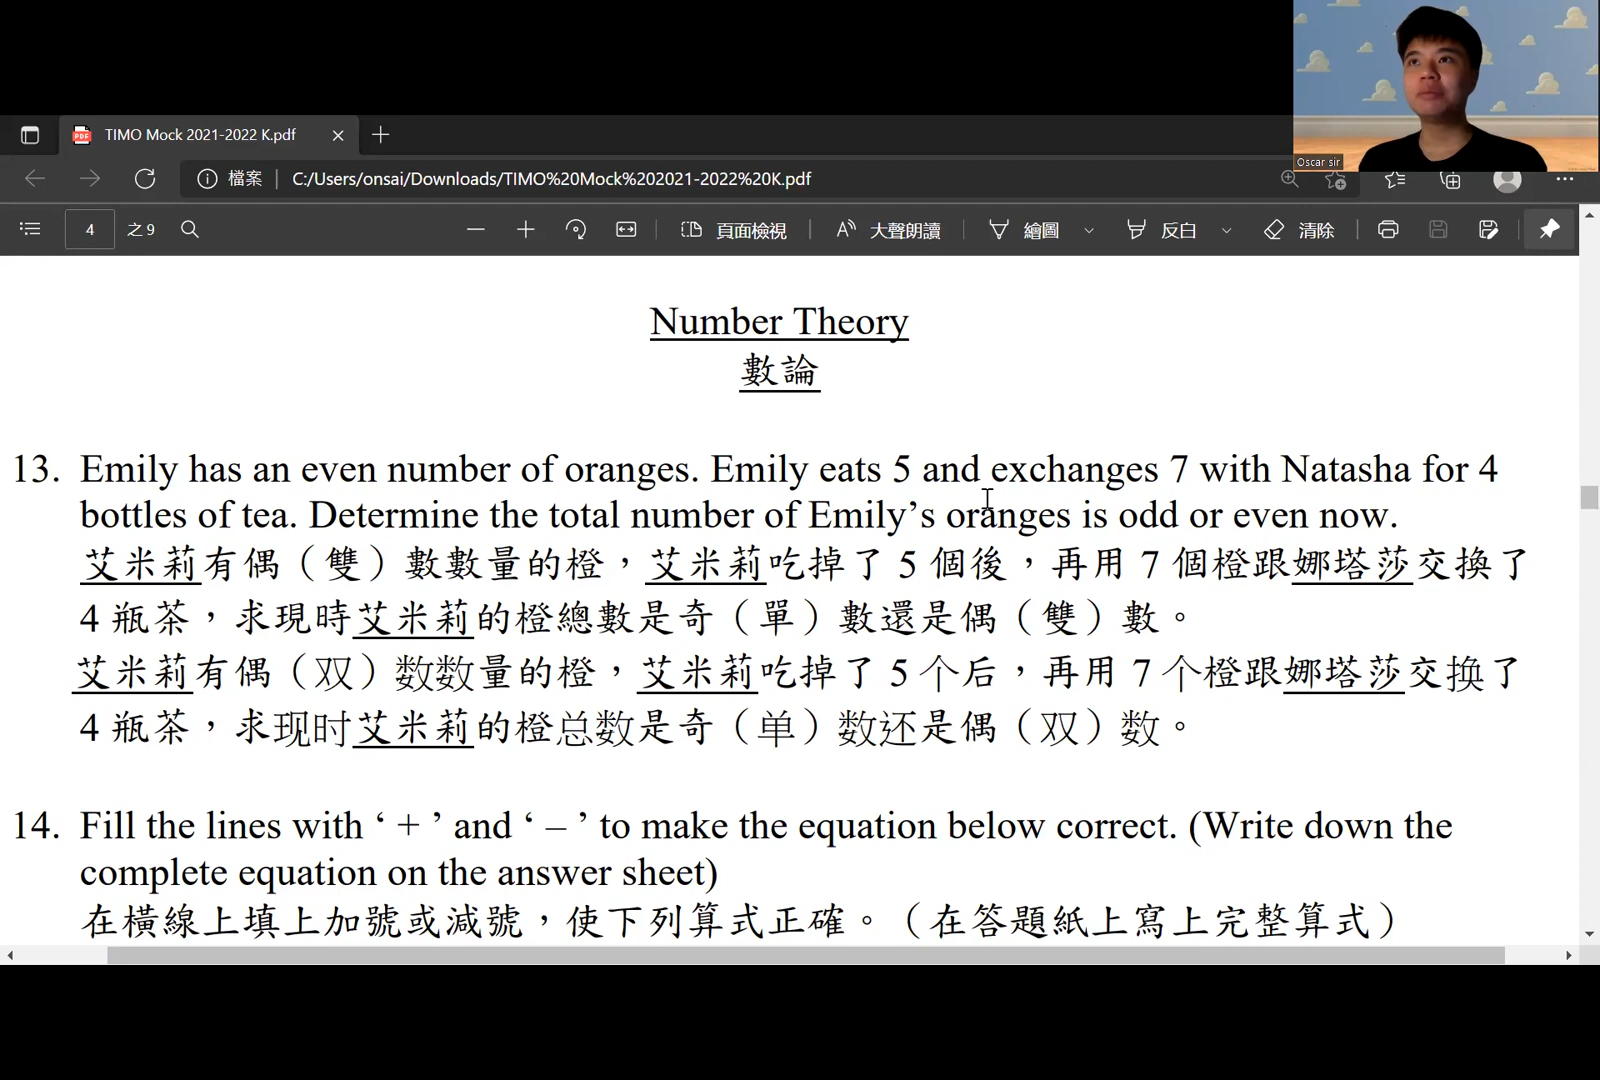 Oscar sir
TIMO Mock 2021-2022 K.pdf
檔案 C:/Users/onsai/Downloads/TIMO%20Mock%202021-2022%20K.pdf
4 之 9 頁面檢視 大聲朗讀 繪圖 反白 清除
Number Theory
數論
13. Emily has an even number of oranges. Emily eats 5 and exchanges 7 with Natasha for 4
bottles of tea. Determine the total number of Emily’s oranges is odd or even now.
艾米莉有偶（雙）數數量的橙，艾米莉吃掉了 5 個後，再用 7 個橙跟娜塔莎交換了
4 瓶茶，求現時艾米莉的橙總數是奇（單）數還是偶（雙）數。
艾米莉有偶（双）数数量的橙，艾米莉吃掉了 5 个后，再用 7 个橙跟娜塔莎交换了
4 瓶茶，求现时艾米莉的橙总数是奇（单）数还是偶（双）数。
14. Fill the lines with ‘ + ’ and ‘ – ’ to make the equation below correct. (Write down the
complete equation on the answer sheet)
在橫線上填上加號或減號，使下列算式正確。（在答題紙上寫上完整算式）